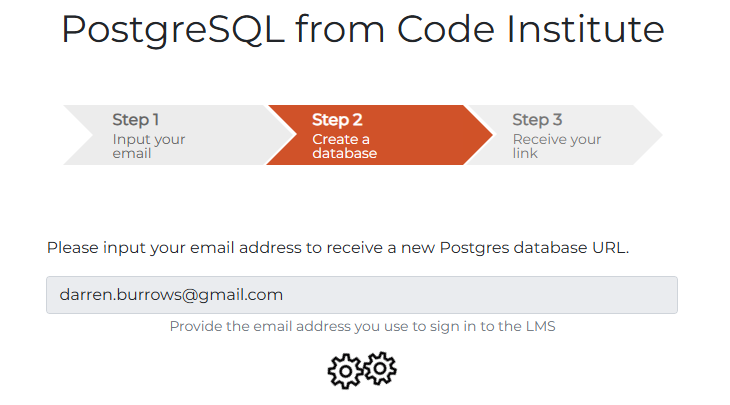 PostgreSQL from Code Institute
Step 1
Input your
email
Step 2
Create a
database
Step 3
Receive your
link
Please input your email address to receive a new Postgres database URL.
darren.burrows@gmail.com
Provide the email address you use to sign in to the LMS